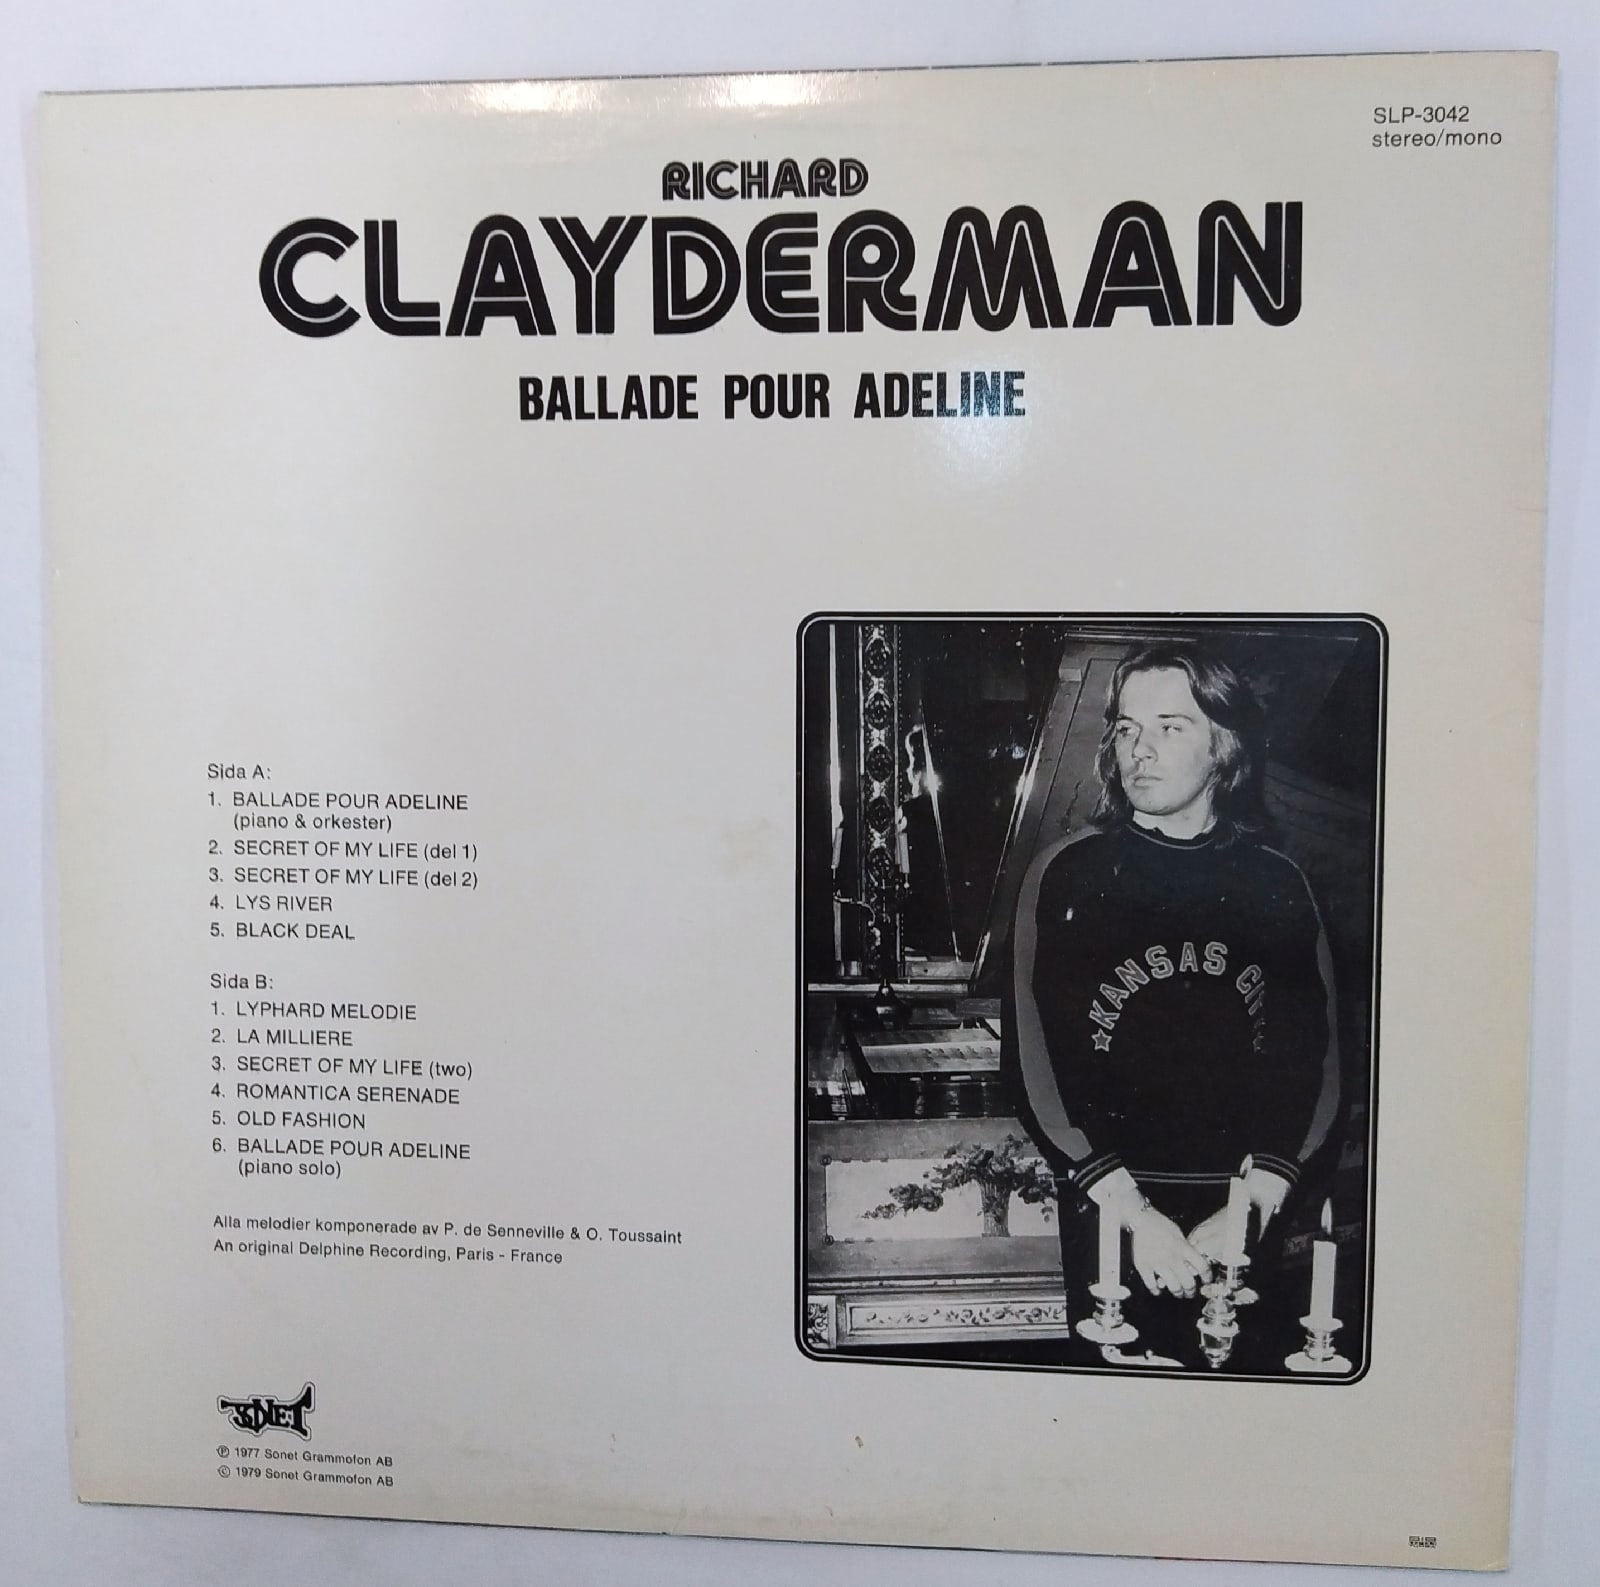 SLP-3042
stereo/mono
RICHARD
CLAYDERMAN
BALLADE POUR ADELINE
Sida A:
1. BALLADE POUR ADELINE
(piano & orkester)
2. SECRET OF MY LIFE (del 1)
3. SECRET OF MY LIFE (del 2)
4. LYS RIVER
5. BLACK DEAL
Sida B:
1. LYPHARD MELODIE
2. LA MILLIERE
3. SECRET OF MY LIFE (two)
4. ROMANTICA SERENADE
5. OLD FASHION
6. BALLADE POUR ADELINE
(piano solo)
Alla melodier komponerade av P. de Senneville & O. Toussaint
An original Delphine Recording, Paris - France
KANSAS
SONET
℗ 1977 Sonet Grammofon AB
© 1979 Sonet Grammofon AB